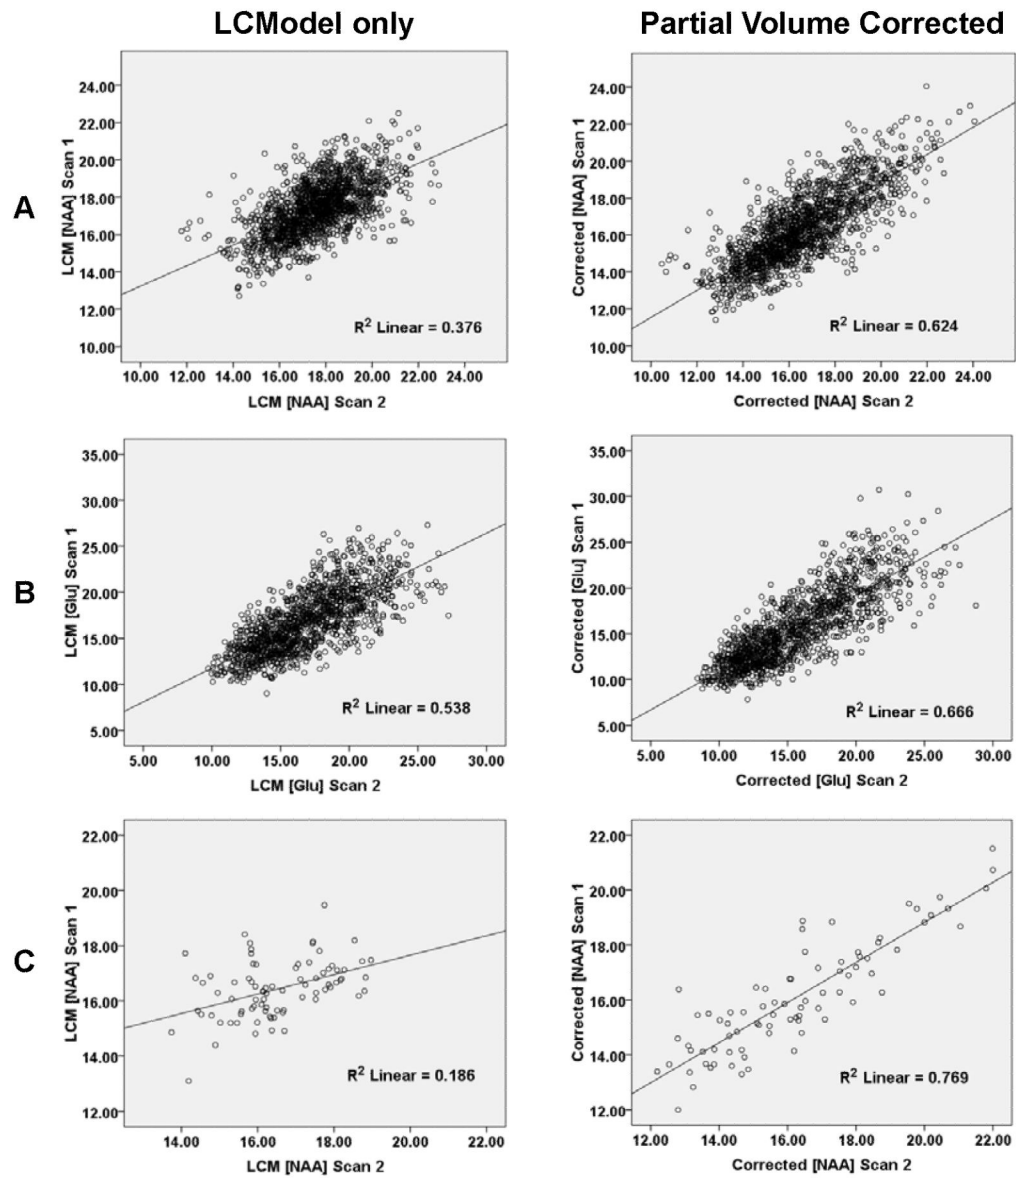 LCModel only
Partial Volume Corrected
A
LCM [NAA] Scan 1
24.00
22.00
20.00
18.00
16.00
14.00
12.00
10.00
R2 Linear = 0.376
10.00 12.00 14.00 16.00 18.00 20.00 22.00 24.00
LCM [NAA] Scan 2
Corrected [NAA] Scan 1
24.00
22.00
20.00
18.00
16.00
14.00
12.00
10.00
R2 Linear = 0.624
10.00 12.00 14.00 16.00 18.00 20.00 22.00 24.00
Corrected [NAA] Scan 2
B
LCM [Glu] Scan 1
35.00
30.00
25.00
20.00
15.00
10.00
5.00
R2 Linear = 0.538
5.00 10.00 15.00 20.00 25.00 30.00
LCM [Glu] Scan 2
Corrected [Glu] Scan 1
35.00
30.00
25.00
20.00
15.00
10.00
5.00
R2 Linear = 0.666
5.00 10.00 15.00 20.00 25.00 30.00
Corrected [Glu] Scan 2
C
LCM [NAA] Scan 1
22.00
20.00
18.00
16.00
14.00
12.00
R2 Linear = 0.186
14.00 16.00 18.00 20.00 22.00
LCM [NAA] Scan 2
Corrected [NAA] Scan 1
22.00
20.00
18.00
16.00
14.00
12.00
R2 Linear = 0.769
12.00 14.00 16.00 18.00 20.00 22.00
Corrected [NAA] Scan 2